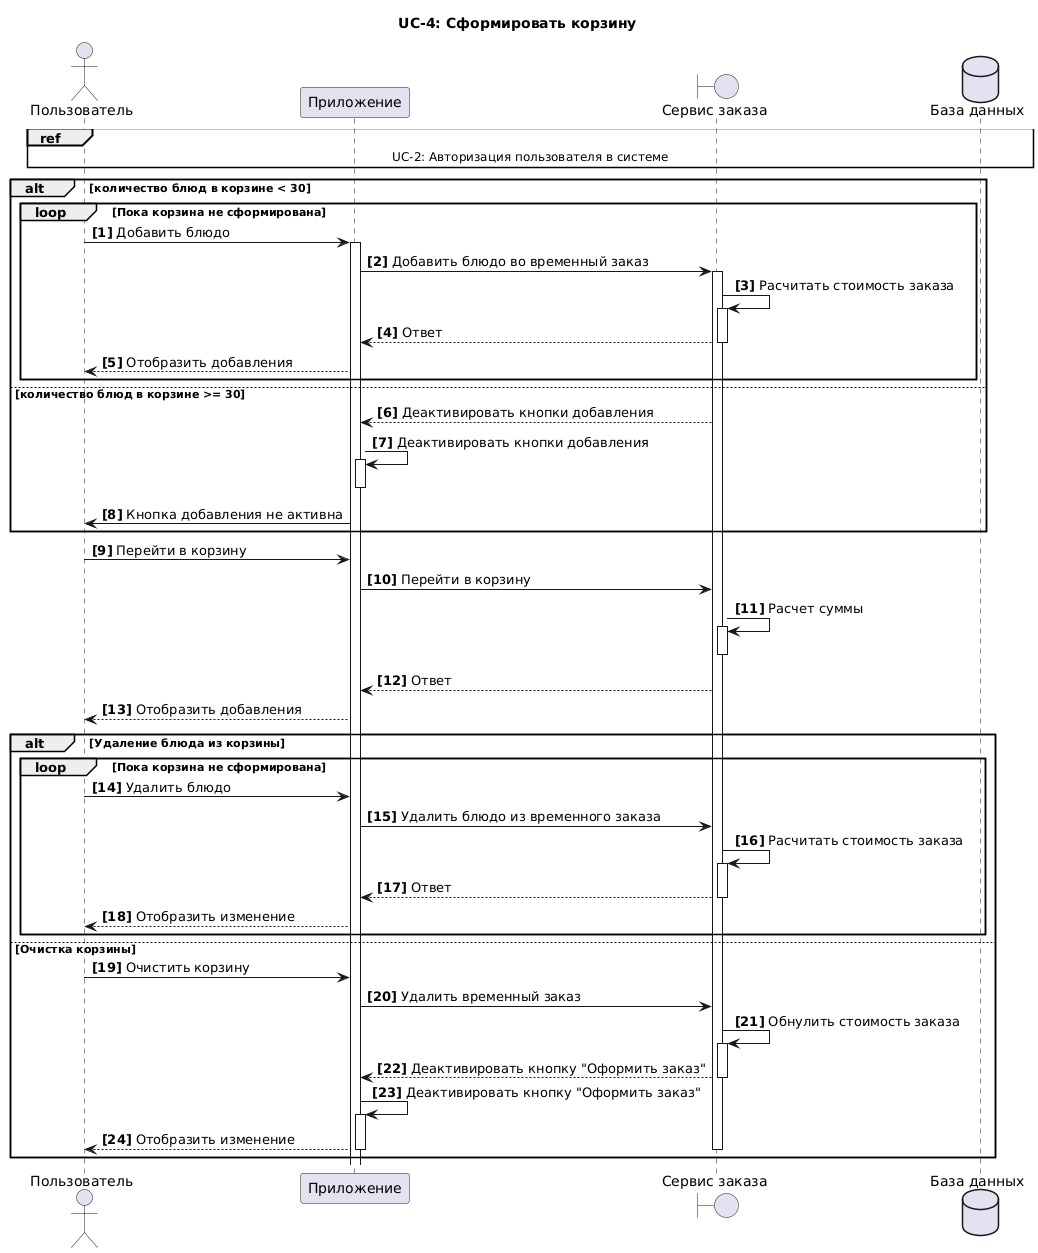 UC-4: Сформировать корзину
Пользователь
Приложение
Сервис заказа
База данных
ref
UC-2: Авторизация пользователя в системе
alt [количество блюд в корзине < 30]
loop [Пока корзина не сформирована]
[1] Добавить блюдо
[2] Добавить блюдо во временный заказ
[3] Расчитать стоимость заказа
[4] Ответ
[5] Отобразить добавления
[количество блюд в корзине >= 30]
[6] Деактивировать кнопки добавления
[7] Деактивировать кнопки добавления
[8] Кнопка добавления не активна
[9] Перейти в корзину
[10] Перейти в корзину
[11] Расчет суммы
[12] Ответ
[13] Отобразить добавления
alt [Удаление блюда из корзины]
loop [Пока корзина не сформирована]
[14] Удалить блюдо
[15] Удалить блюдо из временного заказа
[16] Расчитать стоимость заказа
[17] Ответ
[18] Отобразить изменение
[Очистка корзины]
[19] Очистить корзину
[20] Удалить временный заказ
[21] Обнулить стоимость заказа
[22] Деактивировать кнопку "Оформить заказ"
[23] Деактивировать кнопку "Оформить заказ"
[24] Отобразить изменение
Пользователь
Приложение
Сервис заказа
База данных